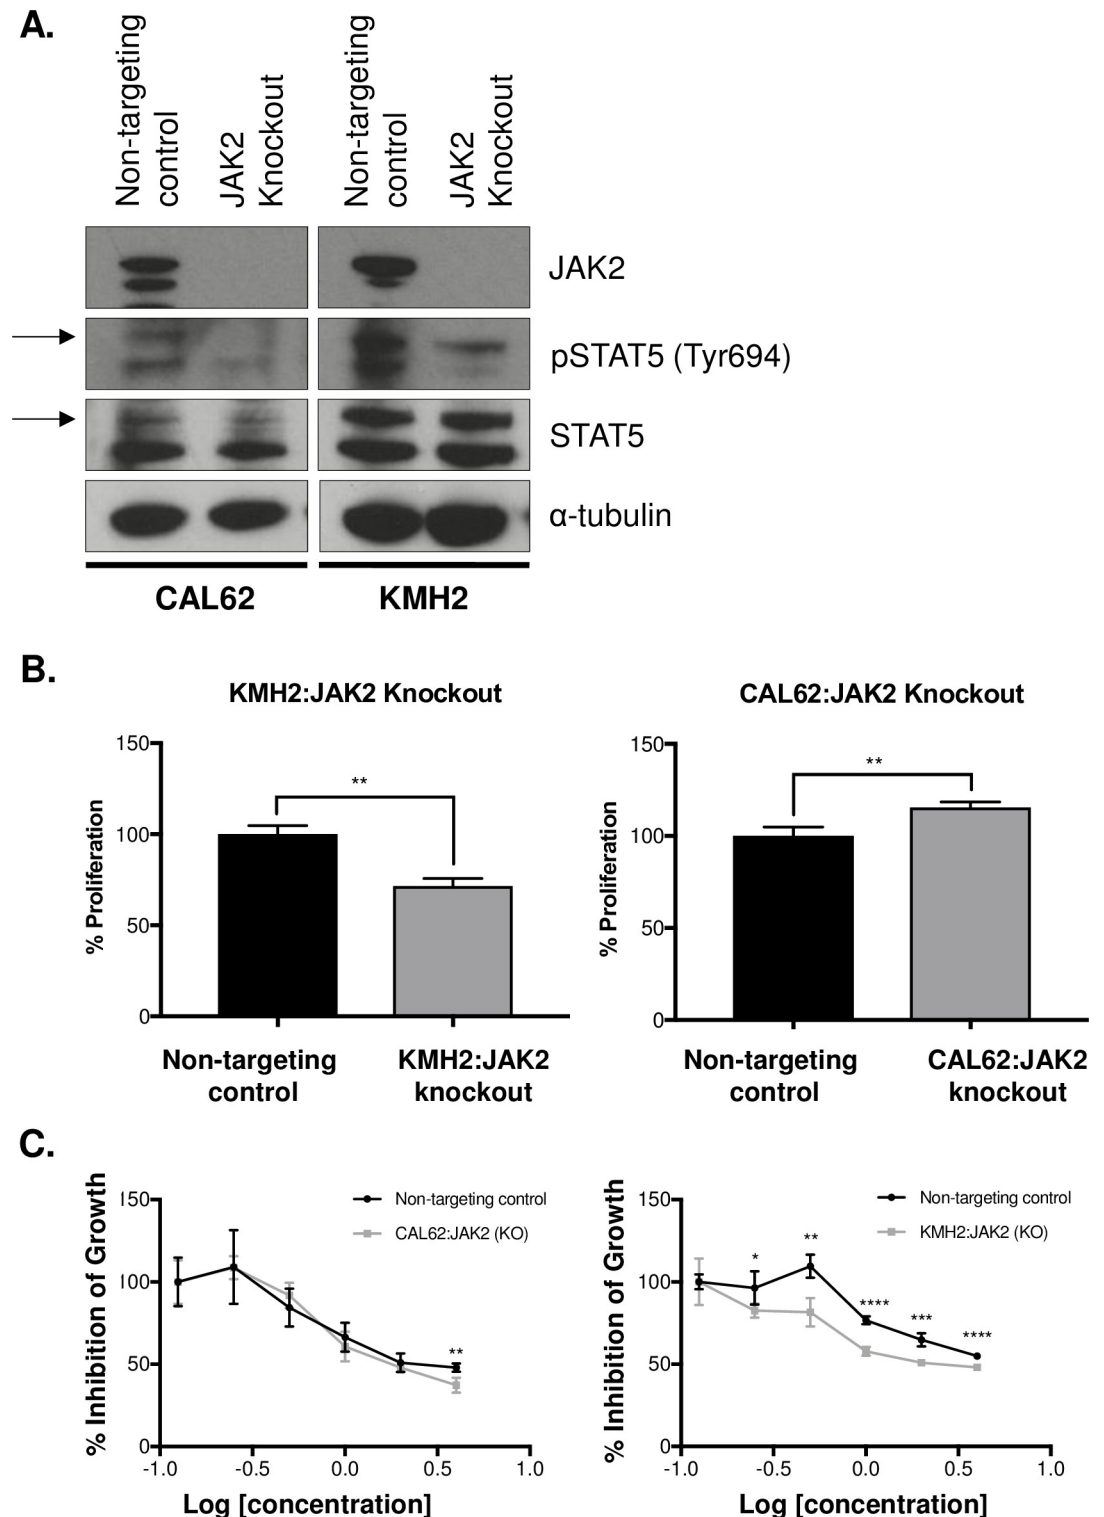 A.
Non-targeting
control
JAK2
Knockout
Non-targeting
control
JAK2
Knockout
JAK2
pSTAT5 (Tyr694)
STAT5
α-tubulin
CAL62
KMH2
B.
KMH2:JAK2 Knockout
150
100
50
0
% Proliferation
**
Non-targeting
control
KMH2:JAK2
knockout
CAL62:JAK2 Knockout
150
100
50
0
% Proliferation
**
Non-targeting
control
CAL62:JAK2
knockout
C.
% Inhibition of Growth
150
100
50
0
Non-targeting control
CAL62:JAK2 (KO)
**
-1.0 -0.5 0.0 0.5 1.0
Log [concentration]
% Inhibition of Growth
150
100
50
0
Non-targeting control
KMH2:JAK2 (KO)
* ** **** *** ****
-1.0 -0.5 0.0 0.5 1.0
Log [concentration]